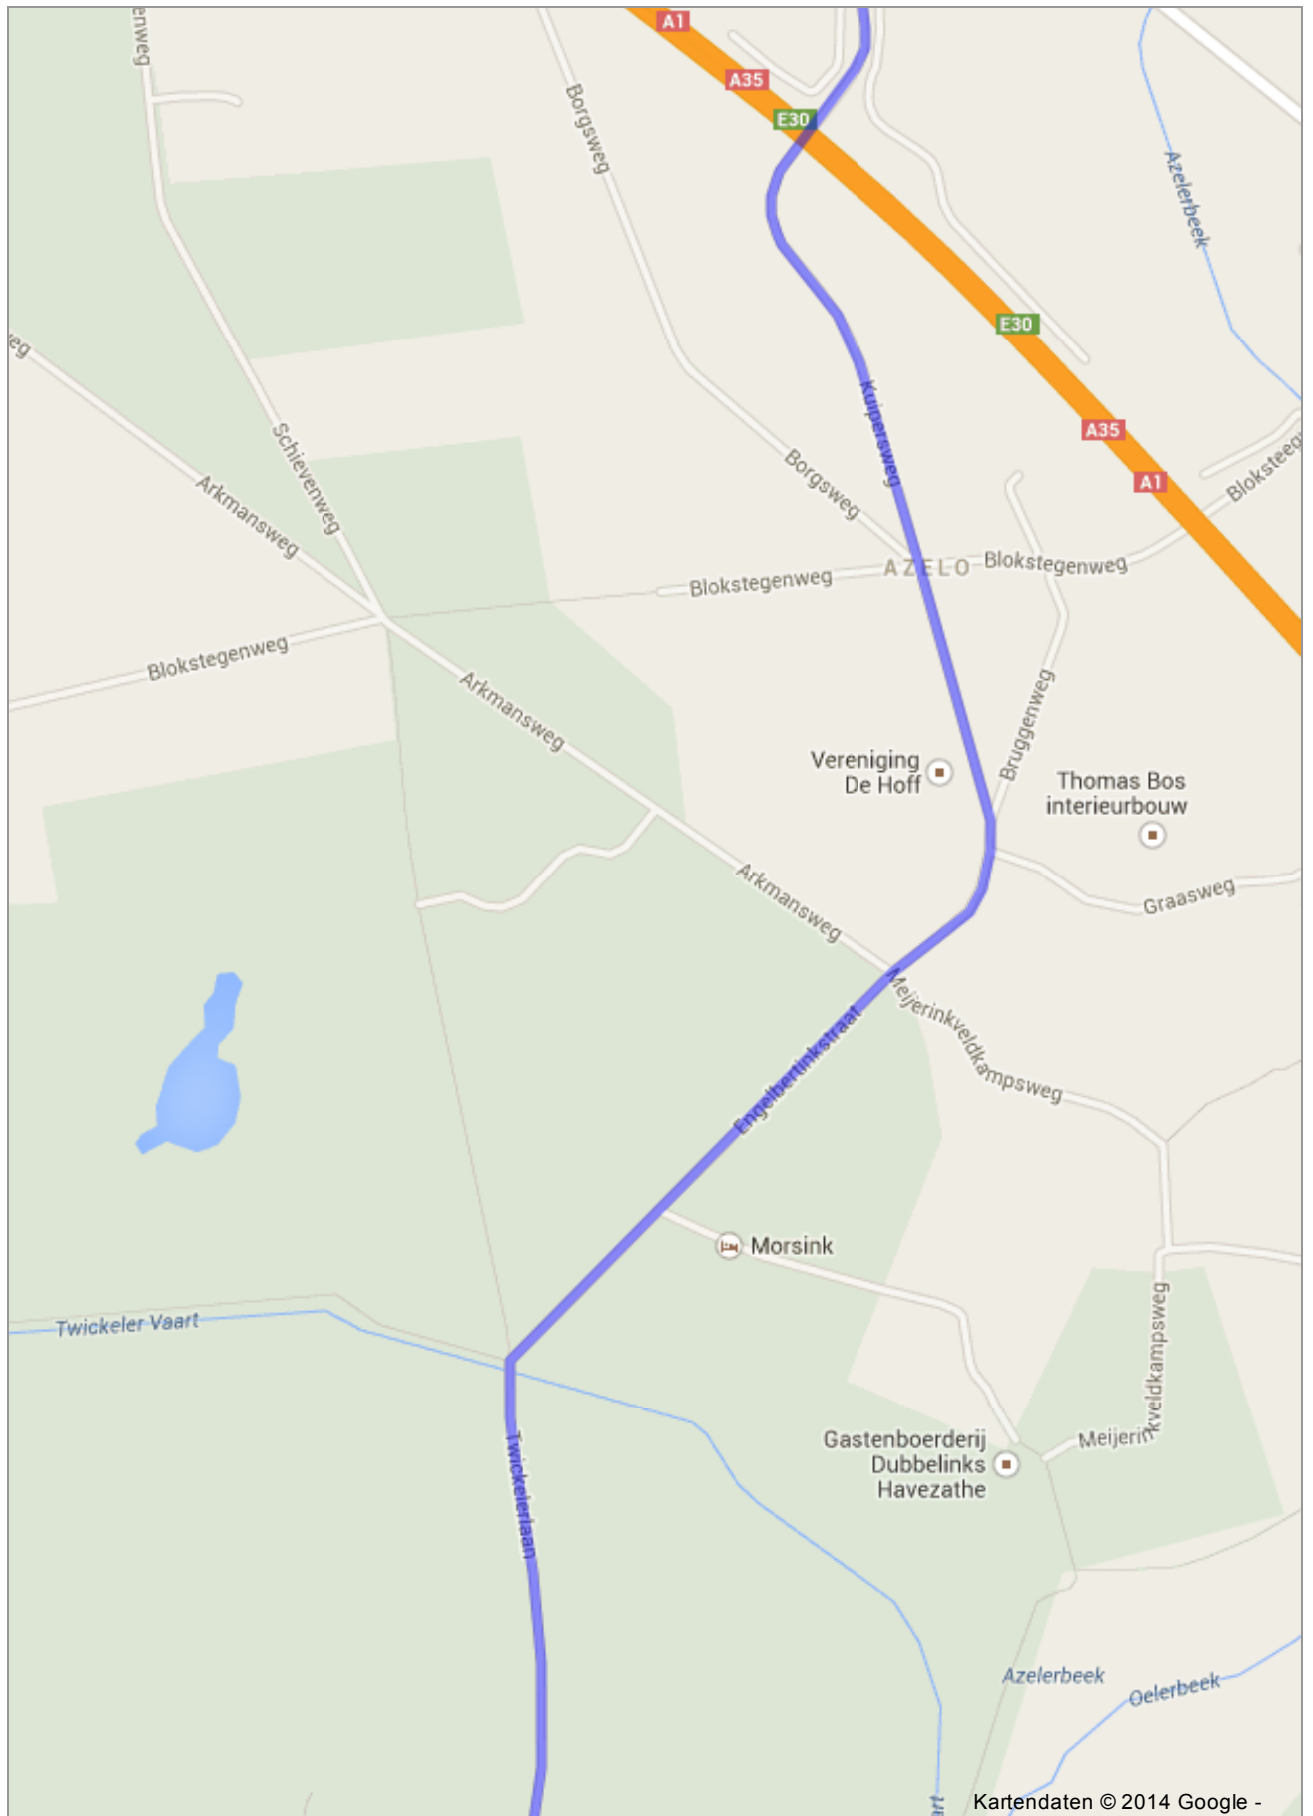 A1
enweg
A35
Borgsweg
E30
Azelerbeek
E30
Kuipersweg
A35
Schievenweg
Borgsweg
A1
Arkmansweg
AZELO
Blokstegenweg
Blokstegenweg
Blokstegenweg
Arkmansweg
Bruggenweg
Vereniging
De Hoff
Thomas Bos
interieurbouw
Arkmansweg
Graasweg
Meijerinkveldkampsweg
Engelbertinkstraat
Morsink
Twickeler Vaart
Meijerinkveldkampsweg
Gastenboerderij
Dubbelinks
Havezathe
Twickelerlaan
Azelerbeek
Oelerbeek
Kartendaten © 2014 Google -